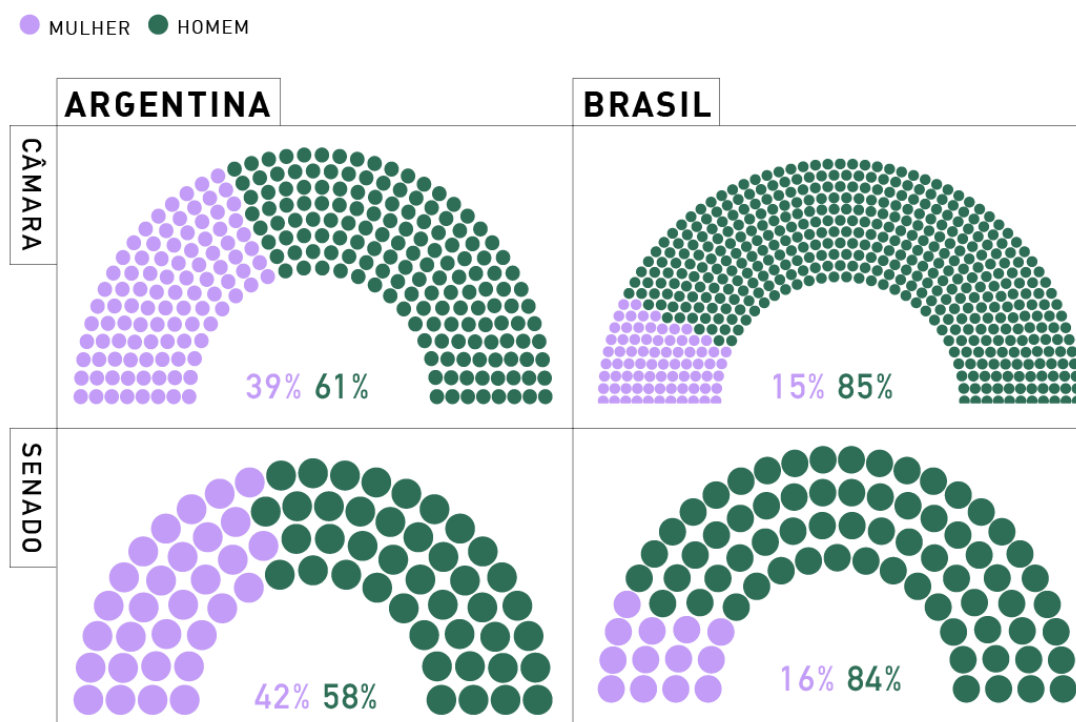 MULHER HOMEM
ARGENTINA BRASIL
CÂMARA
39% 61% 15% 85%
SENADO
42% 58% 16% 84%